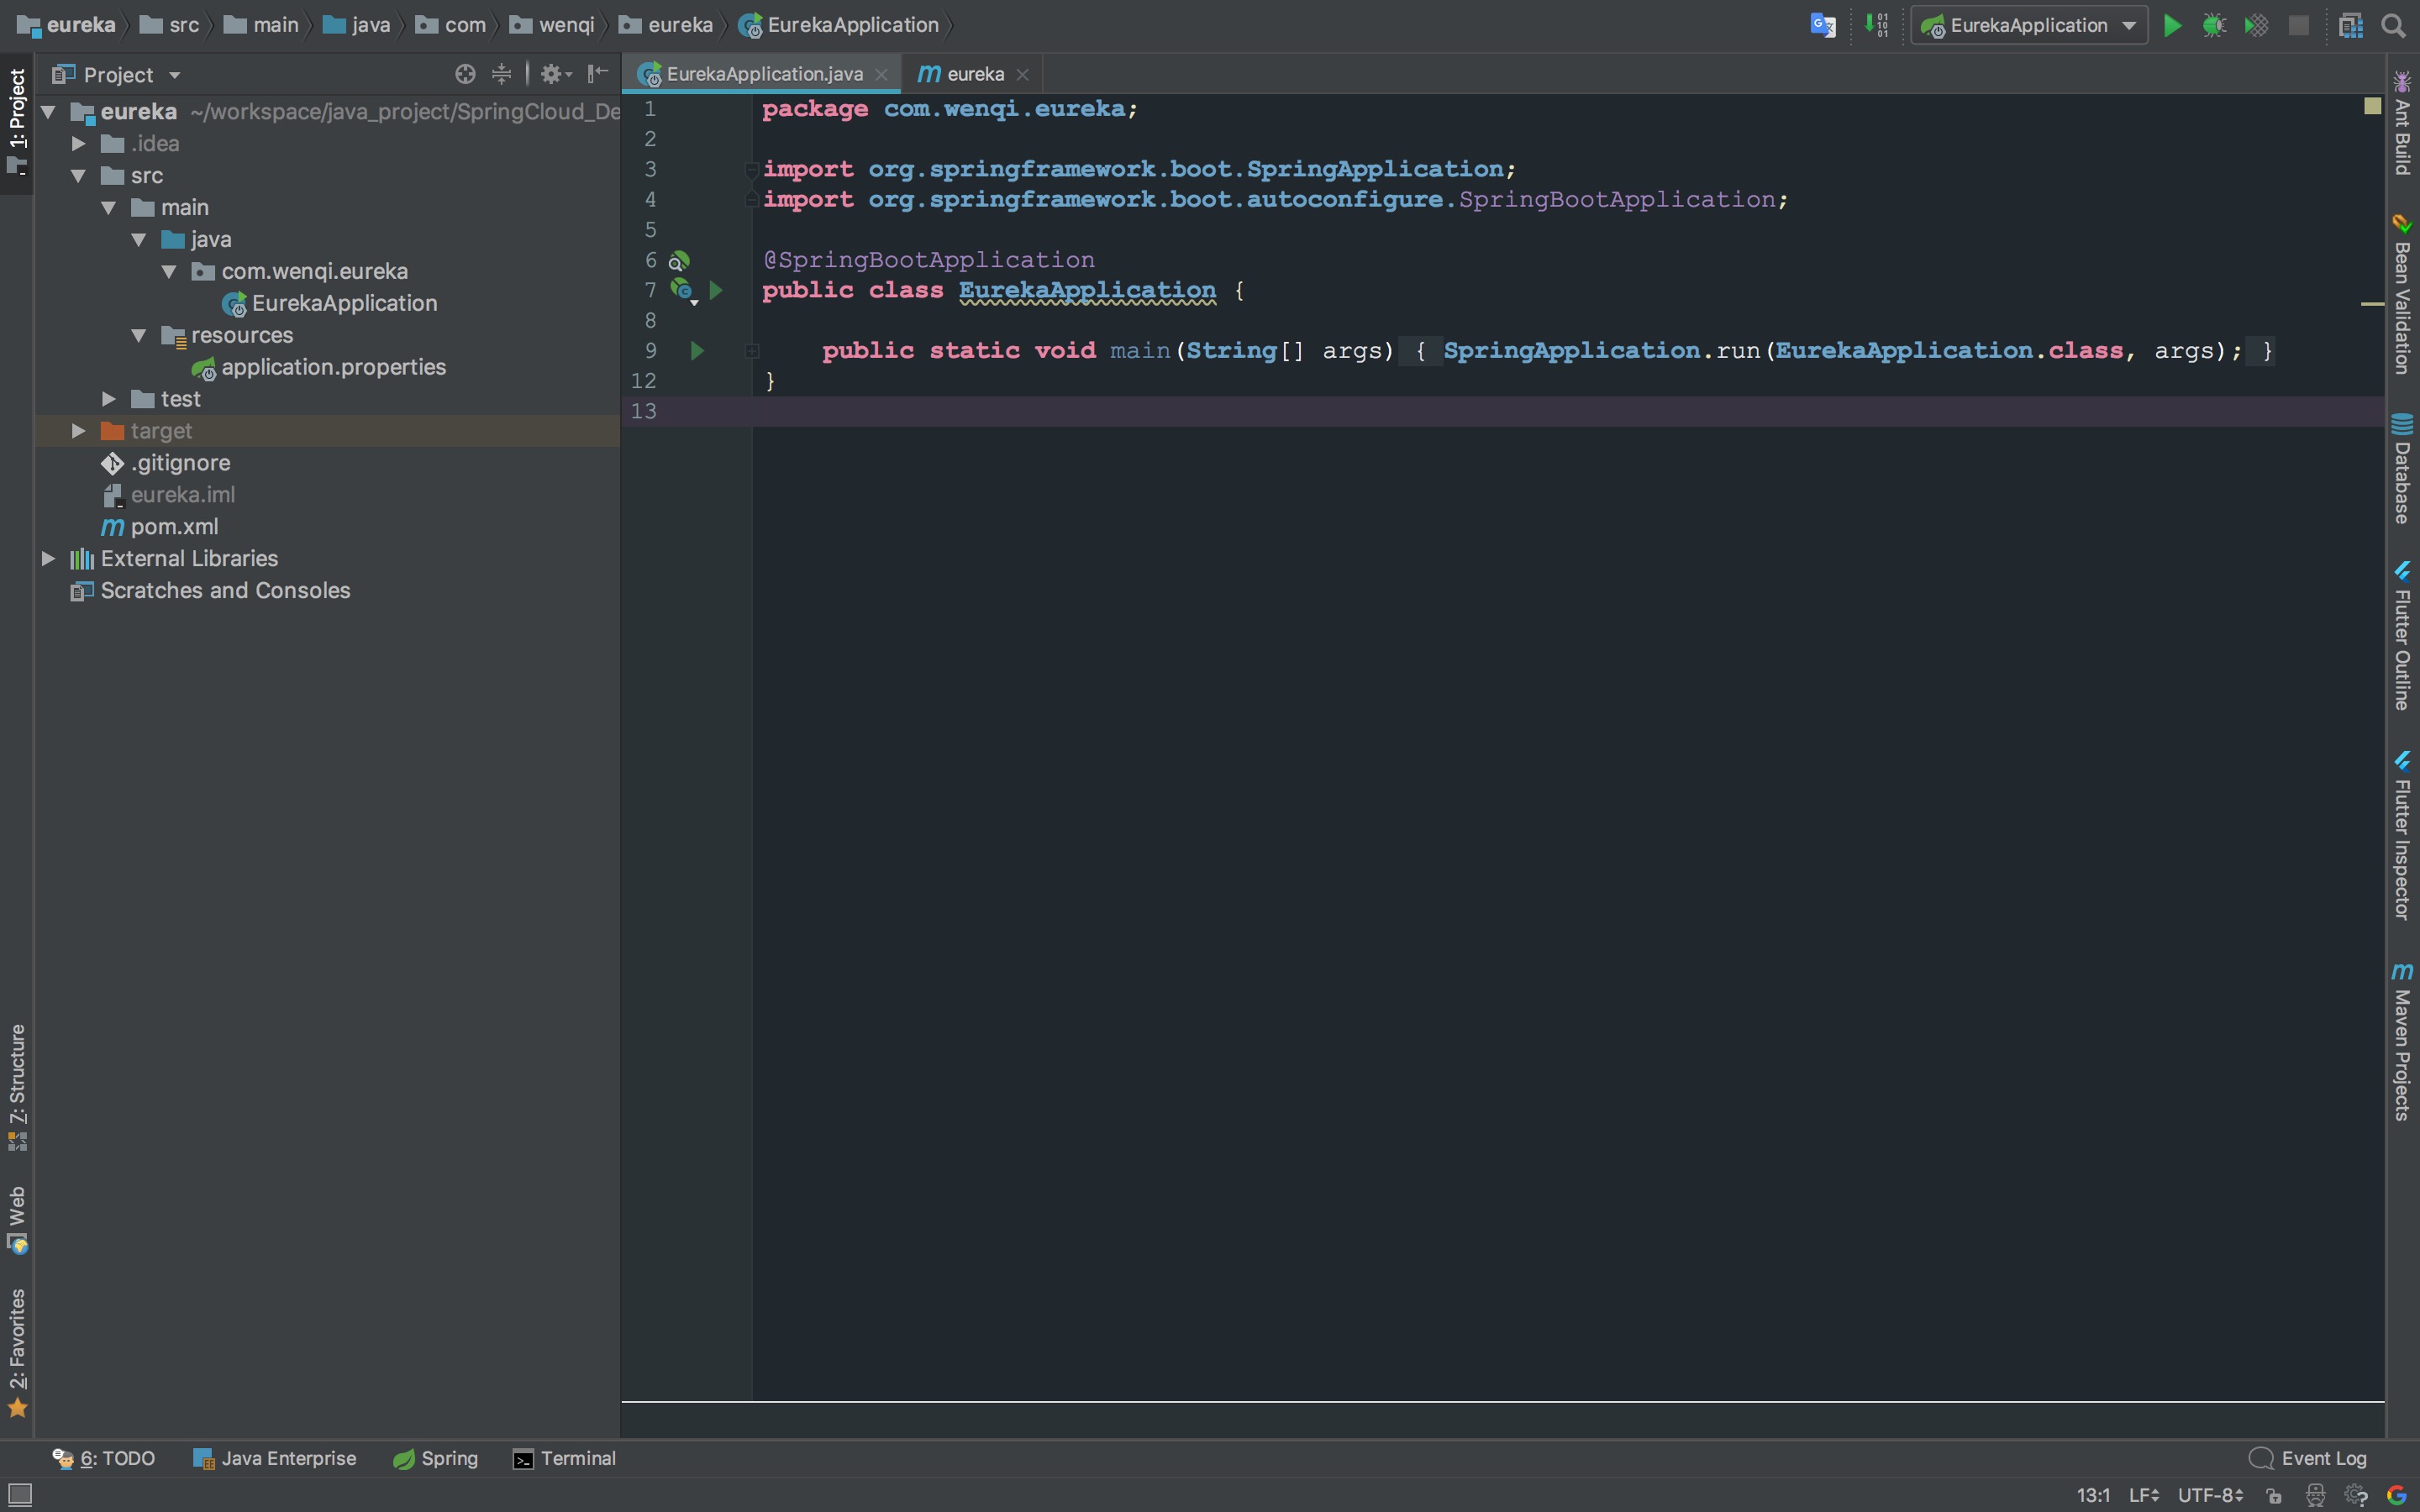 eureka src main java com wenqi eureka EurekaApplication
EurekaApplication
1: Project
Project
EurekaApplication.java
eureka
eureka ~/workspace/java_project/SpringCloud_De
.idea
src
main
java
com.wenqi.eureka
EurekaApplication
resources
application.properties
test
target
.gitignore
eureka.iml
pom.xml
External Libraries
Scratches and Consoles
1 package com.wenqi.eureka;
2
3 import org.springframework.boot.SpringApplication;
4 import org.springframework.boot.autoconfigure.SpringBootApplication;
5
6 @SpringBootApplication
7 public class EurekaApplication {
8
9 public static void main(String[] args) { SpringApplication.run(EurekaApplication.class, args); }
12 }
13
Ant Build
Bean Validation
Database
Flutter Outline
Flutter Inspector
Maven Projects
7: Structure
Web
2: Favorites
6: TODO
Java Enterprise
Spring
Terminal
Event Log
13:1 LF UTF-8